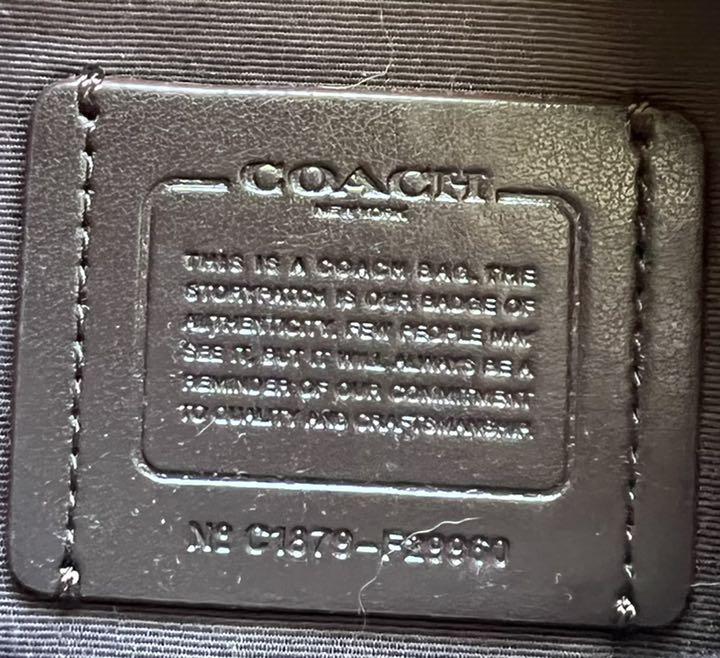 COACH
NEW YORK
THIS IS A COACH BAG. THE
STORYPATCH IS OUR BADGE OF
AUTHENTICITY. FEW PEOPLE MAY
SEE IT, BUT IT WILL ALWAYS BE A
REMINDER OF OUR COMMITMENT
TO QUALITY AND CRAFTSMANSHIP.
Nº C1879-F29960